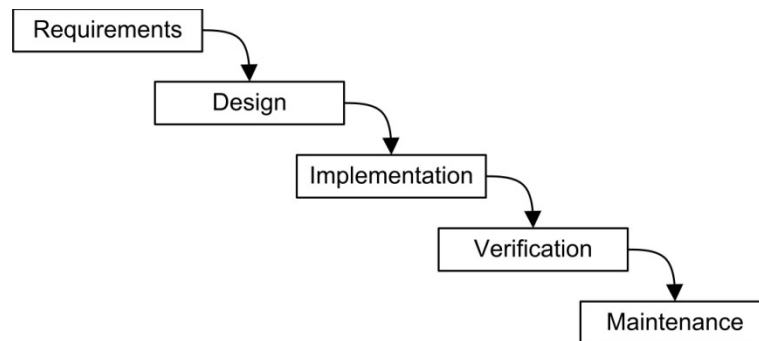 Requirements
Design
Implementation
Verification
Maintenance